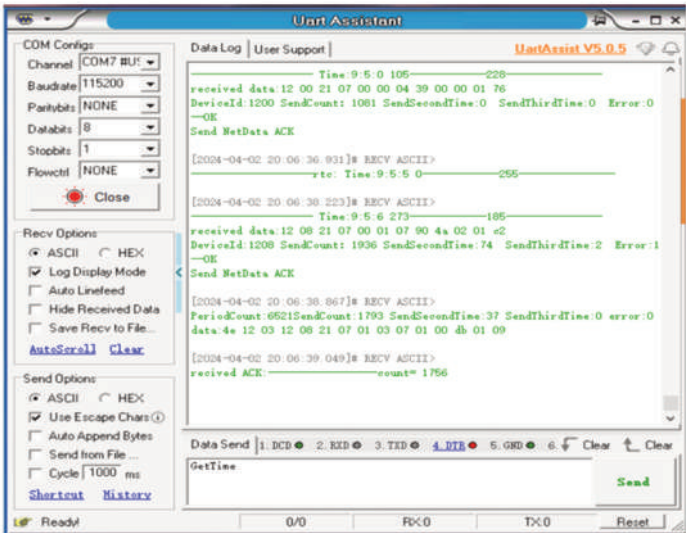 Uart Assistant
COM Configs
Channel COM7 #US
Baudrate 115200
Paritybits NONE
Databits 8
Stopbits 1
Flowctrl NONE
Close
Recv Options
ASCII HEX
Log Display Mode
Auto Linefeed
Hide Received Data
Save Recv to File...
AutoScroll Clear
Send Options
ASCII HEX
Use Escape Chars
Auto Append Bytes
Send from File ...
Cycle 1000 ms
Shortcut History
Data Log User Support UartAssist V5.0.5
Time:9:5:0 105 228
received data:12 00 21 07 00 00 04 39 00 00 01 76
DeviceId:1200 SendCount: 1081 SendSecondTime:0 SendThirdTime:0 Error:0
—OK
Send NetData ACK
[2024-04-02 20:06:36.931]# RECV ASCII>
rtc: Time:9:5:5 0 255
[2024-04-02 20:06:38.223]# RECV ASCII>
Time:9:5:6 273 185
received data:12 08 21 07 00 01 07 90 4a 02 01 e2
DeviceId:1208 SendCount: 1936 SendSecondTime:74 SendThirdTime:2 Error:1
—OK
Send NetData ACK
[2024-04-02 20:06:38.867]# RECV ASCII>
PeriodCount:6521SendCount:1793 SendSecondTime:37 SendThirdTime:0 error:0
data:4e 12 03 12 08 21 07 01 03 07 01 00 db 01 09
[2024-04-02 20:06:39.049]# RECV ASCII>
recived ACK: count= 1756
Data Send 1. DCD 2. RXD 3. TXD 4. DTR 5. GND 6. Clear Clear
GetTime
Send
Ready! 0/0 RX:0 TX:0 Reset